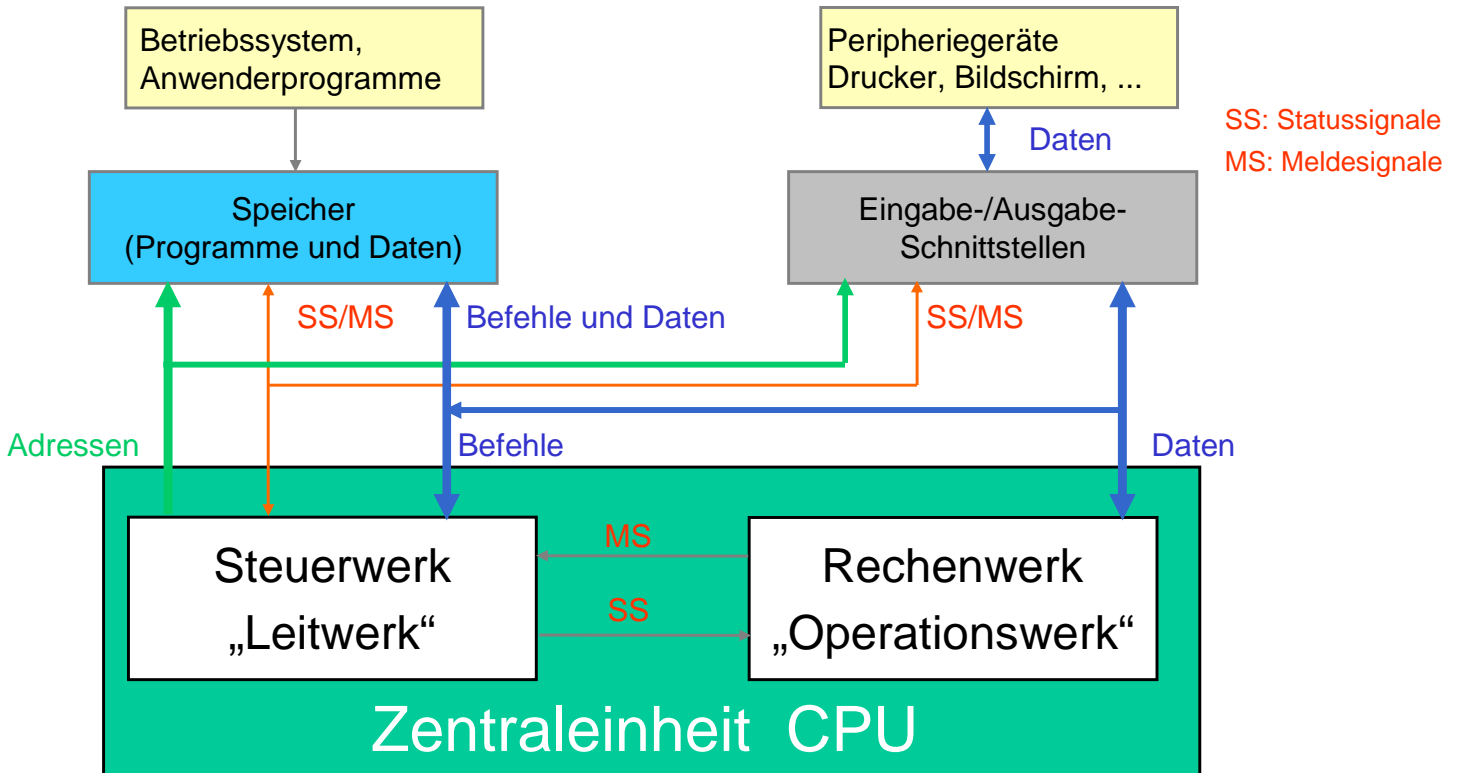 Betriebssystem,
Anwenderprogramme
Peripheriegeräte
Drucker, Bildschirm, ...
SS: Statussignale
MS: Meldesignale
Daten
Speicher
(Programme und Daten)
Eingabe-/Ausgabe-
Schnittstellen
SS/MS
Befehle und Daten
SS/MS
Adressen
Befehle
Daten
Steuerwerk
„Leitwerk“
MS
SS
Rechenwerk
„Operationswerk“
Zentraleinheit CPU